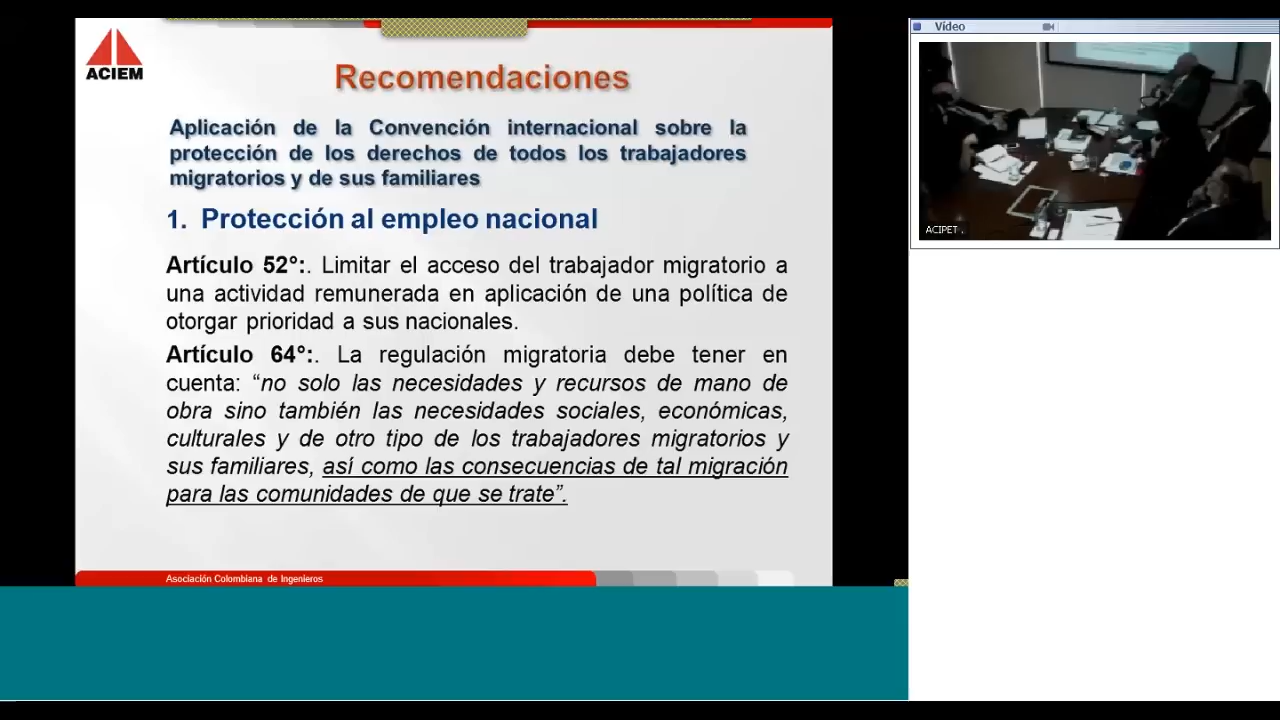 ACIEM
Recomendaciones
Aplicación de la Convención internacional sobre la
protección de los derechos de todos los trabajadores
migratorios y de sus familiares
1. Protección al empleo nacional
Artículo 52°:. Limitar el acceso del trabajador migratorio a
una actividad remunerada en aplicación de una política de
otorgar prioridad a sus nacionales.
Artículo 64°:. La regulación migratoria debe tener en
cuenta: “no solo las necesidades y recursos de mano de
obra sino también las necesidades sociales, económicas,
culturales y de otro tipo de los trabajadores migratorios y
sus familiares, así como las consecuencias de tal migración
para las comunidades de que se trate”.
Asociación Colombiana de Ingenieros
Vídeo
ACIPET .